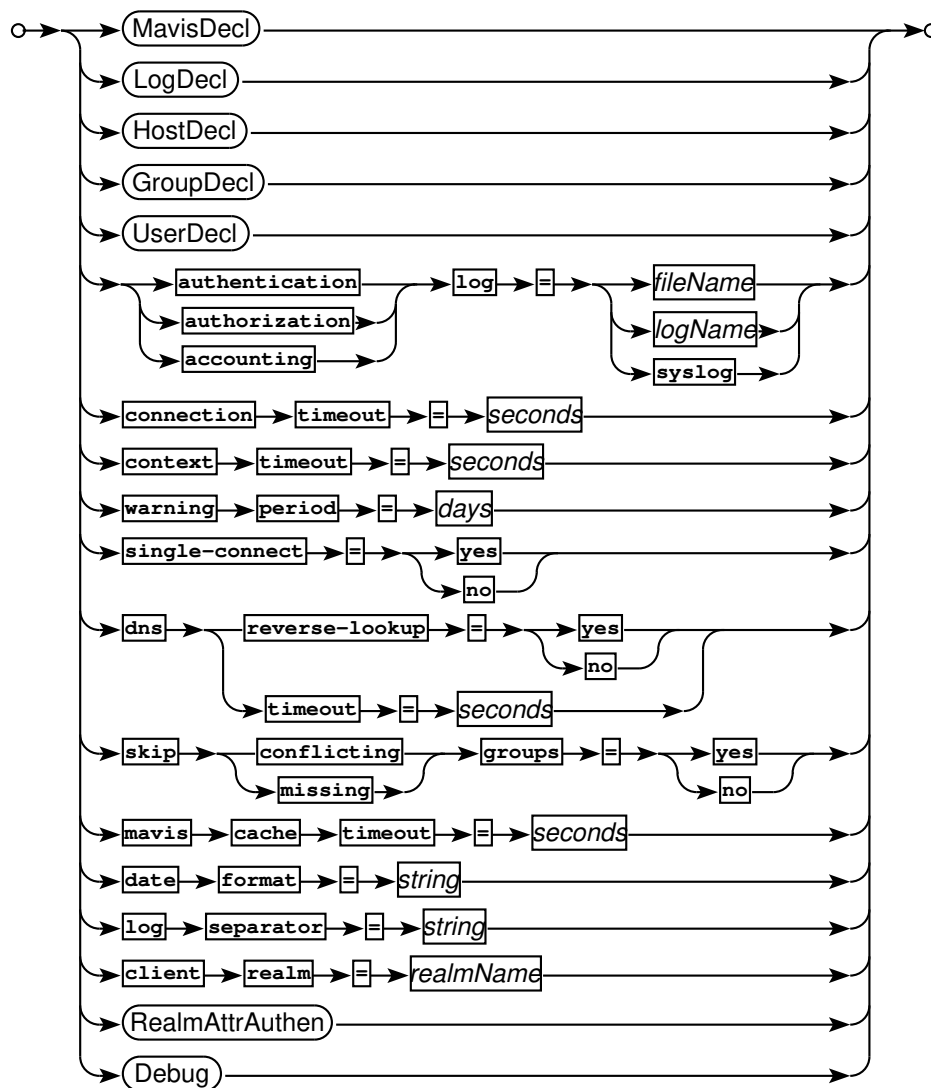 MavisDecl
LogDecl
HostDecl
GroupDecl
UserDecl
authentication log = fileName
authorization logName
accounting syslog
connection timeout = seconds
context timeout = seconds
warning period = days
single-connect = yes
no
dns reverse-lookup = yes
no
timeout = seconds
skip conflicting groups = yes
missing no
mavis cache timeout = seconds
date format = string
log separator = string
client realm = realmName
RealmAttrAuthen
Debug